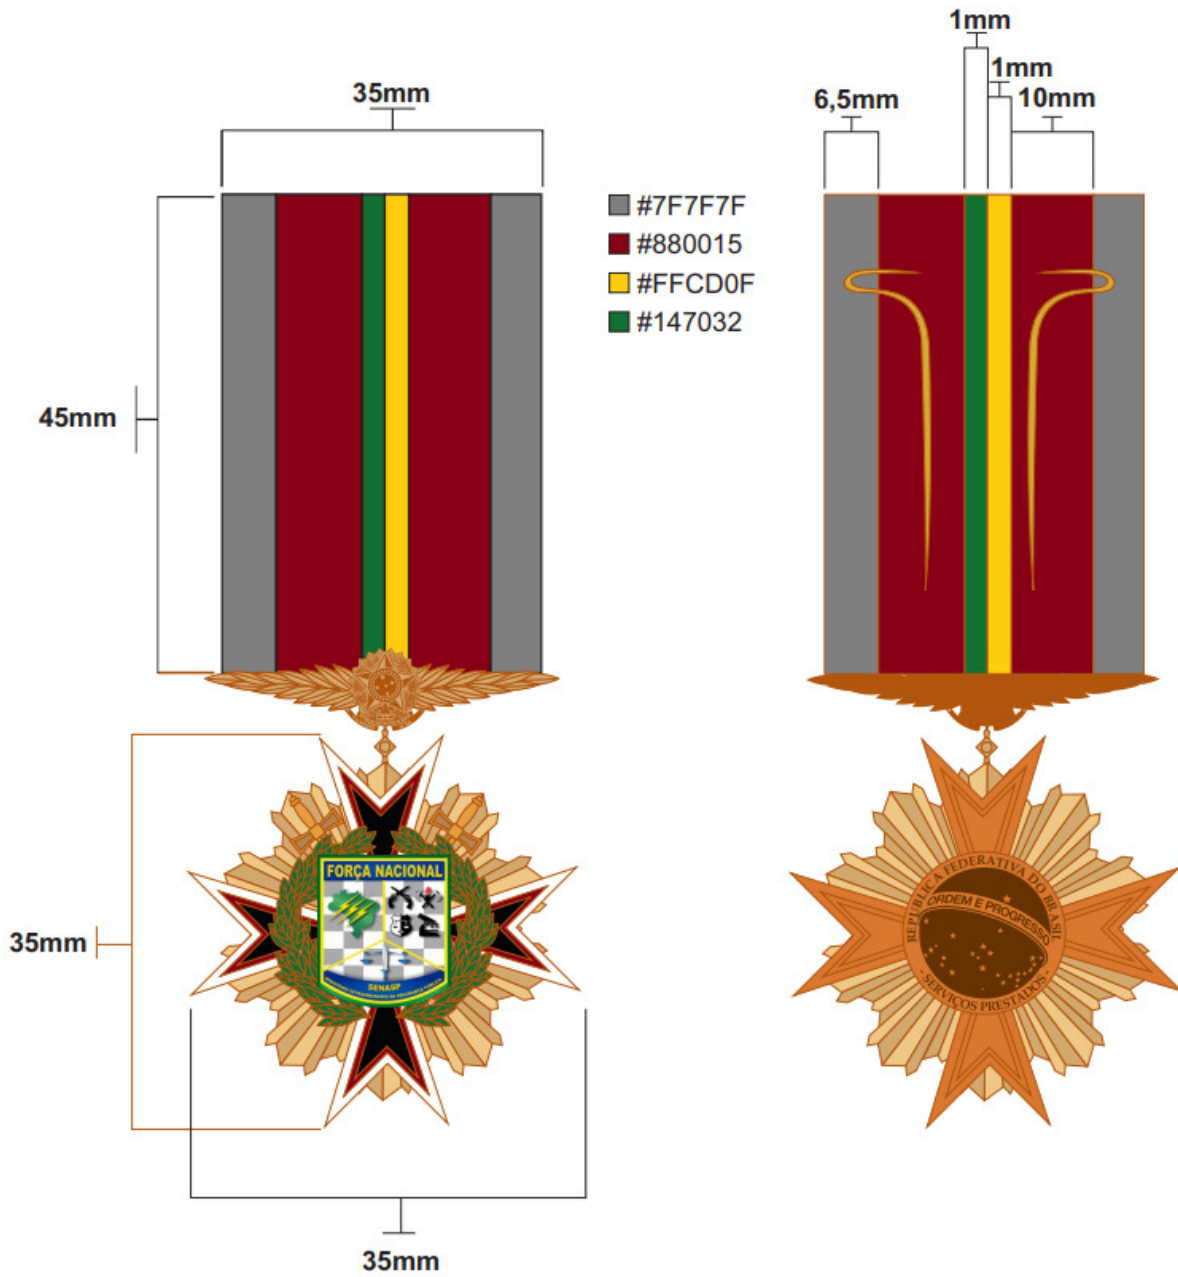 1mm
1mm
35mm
6,5mm
10mm
#7F7F7F
#880015
#FFCD0F
#147032
45mm
FORÇA NACIONAL
SENASP
REPÚBLICA FEDERATIVA DO BRASIL
ORDEM E PROGRESSO
- SERVIÇOS PRESTADOS -
35mm
35mm